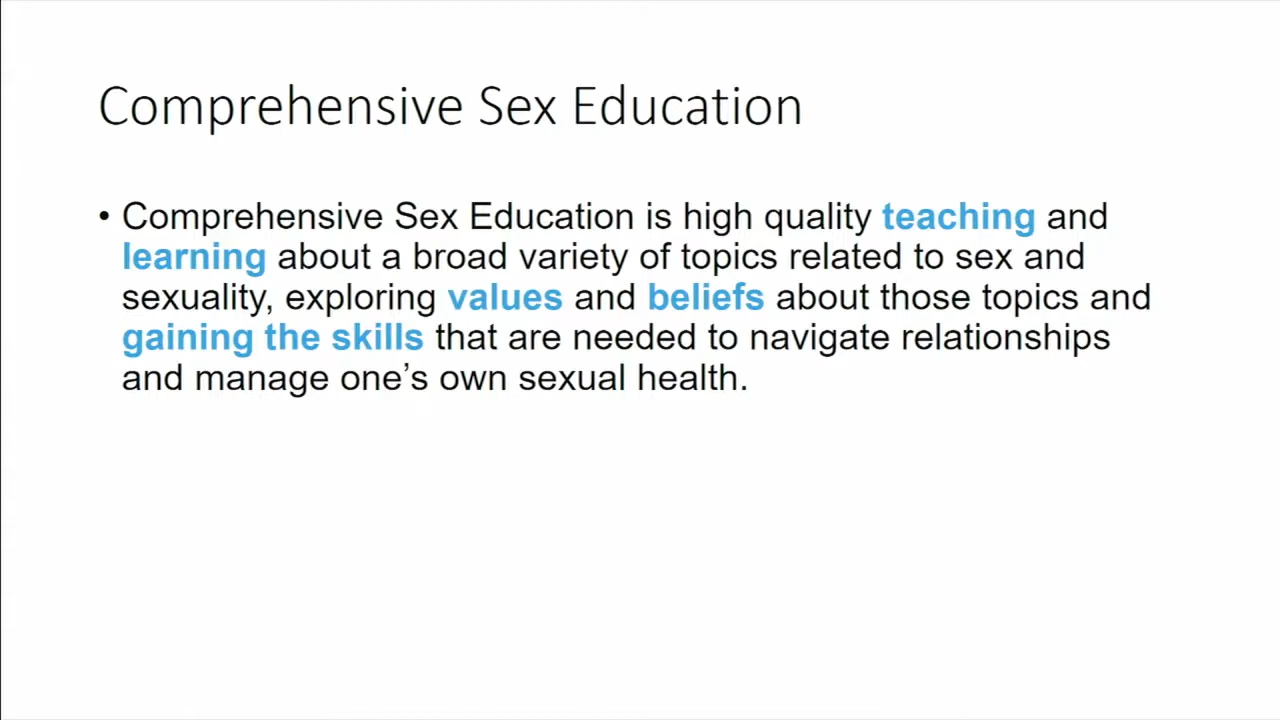 Comprehensive Sex Education
• Comprehensive Sex Education is high quality teaching and
learning about a broad variety of topics related to sex and
sexuality, exploring values and beliefs about those topics and
gaining the skills that are needed to navigate relationships
and manage one’s own sexual health.